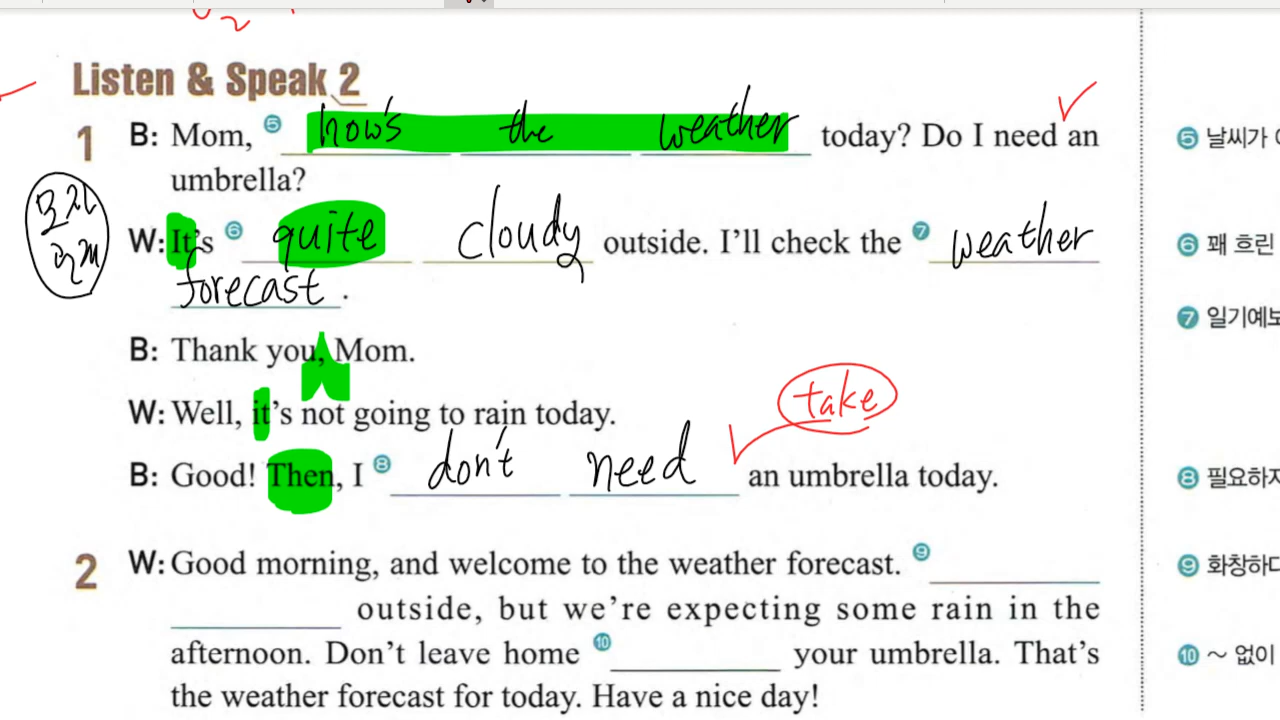 Listen & Speak 2
1 B: Mom, ⑤ how's the weather today? Do I need an
umbrella?
모자
어제
W: It's ⑥ quite cloudy outside. I'll check the ⑦ weather
forecast.
B: Thank you, Mom.
W: Well, it's not going to rain today.
take
B: Good! Then, I ⑧ don't need an umbrella today.
2 W: Good morning, and welcome to the weather forecast. ⑨
outside, but we're expecting some rain in the
afternoon. Don't leave home ⑩ your umbrella. That's
the weather forecast for today. Have a nice day!
⑤ 날씨가
⑥ 꽤 흐린
⑦ 일기예보
⑧ 필요하지
⑨ 화창하다
⑩ ~ 없이